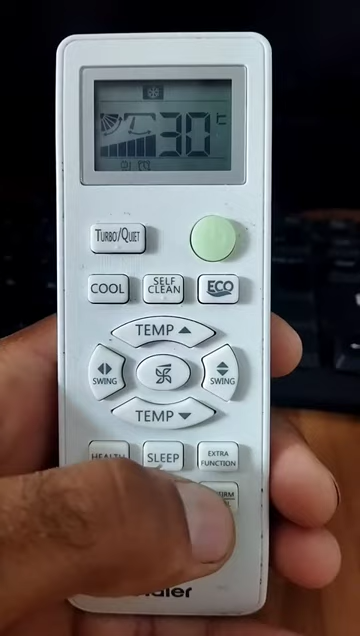 30 °C
TURBO/QUIET
COOL
SELF CLEAN
ECO
TEMP ▲
SWING
SWING
TEMP ▼
HEALTH
SLEEP
EXTRA FUNCTION